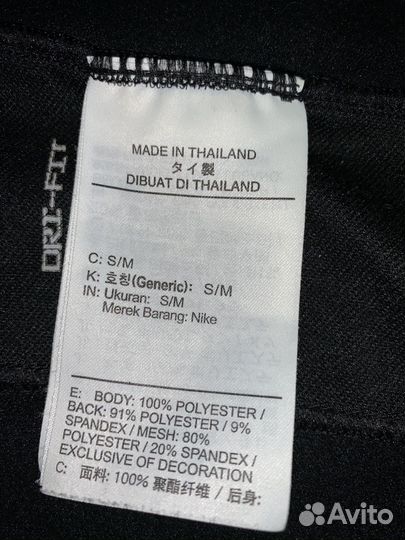 DRI-FIT
MADE IN THAILAND
タイ製
DIBUAT DI THAILAND
C: S/M
K: 호칭(Generic): S/M
IN: Ukuran: S/M
Merek Barang: Nike
E: BODY: 100% POLYESTER /
BACK: 91% POLYESTER / 9%
SPANDEX / MESH: 80%
POLYESTER / 20% SPANDEX /
EXCLUSIVE OF DECORATION
C: 面料: 100% 聚酯纤维 / 后身:
Avito